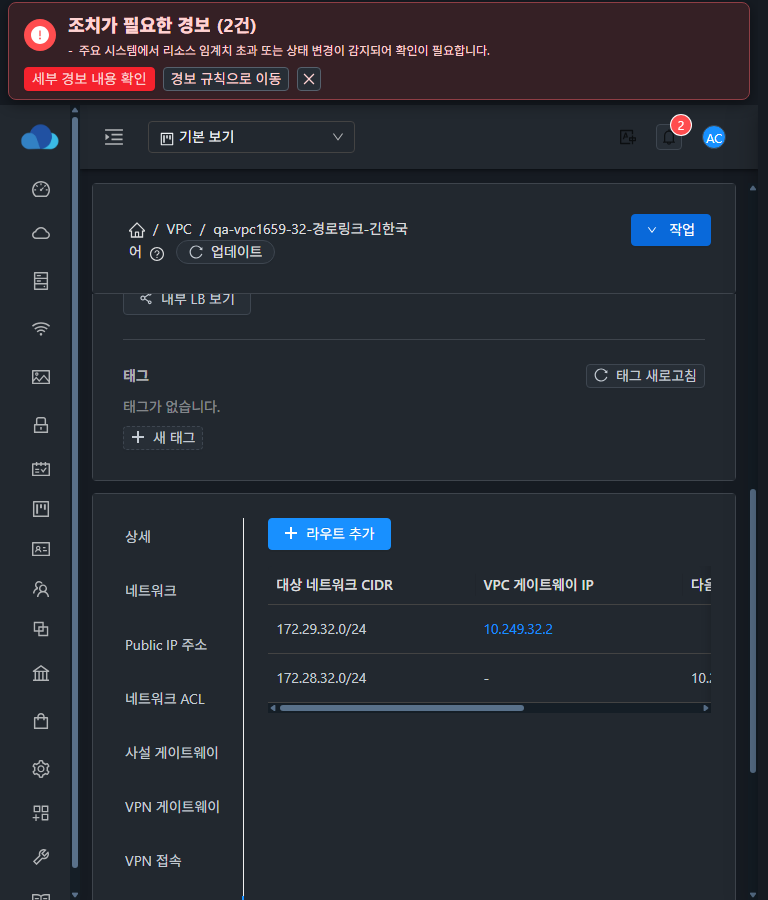 조치가 필요한 경보 (2건)
- 주요 시스템에서 리소스 임계치 초과 또는 상태 변경이 감지되어 확인이 필요합니다.
세부 경보 내용 확인 경보 규칙으로 이동
기본 보기
2
AC
/ VPC / qa-vpc1659-32-경로링크-긴한국
어 업데이트
작업
내부 LB 보기
태그
태그 새로고침
태그가 없습니다.
+ 새 태그
상세
네트워크
Public IP 주소
네트워크 ACL
사설 게이트웨이
VPN 게이트웨이
VPN 접속
+ 라우트 추가
대상 네트워크 CIDR VPC 게이트웨이 IP 다음
172.29.32.0/24 10.249.32.2
172.28.32.0/24 - 10.